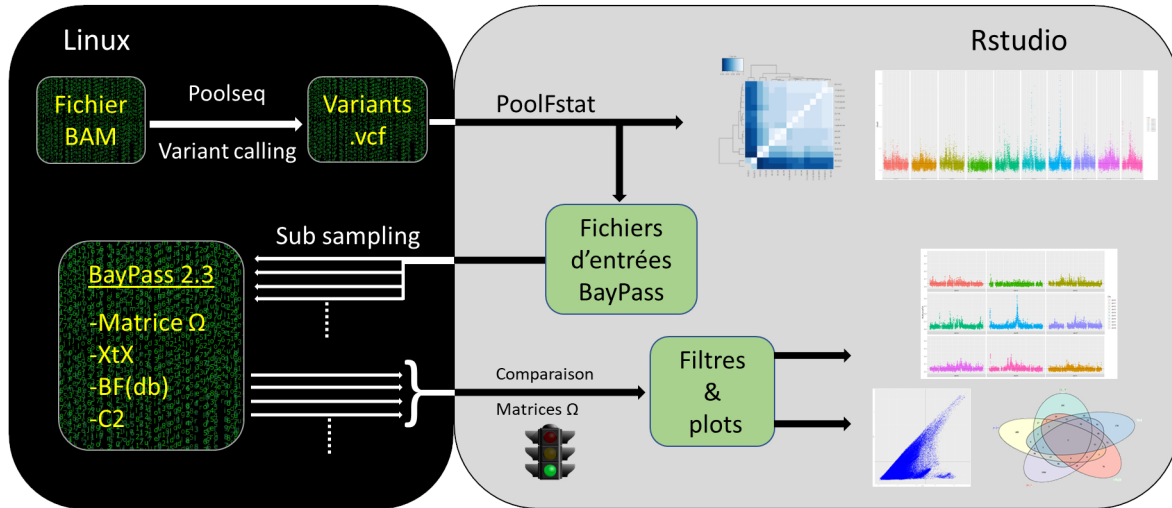 Linux
Rstudio
Fichier
BAM
Poolseq
Variant calling
Variants
.vcf
PoolFstat
Sub sampling
Fichiers
d'entrées
BayPass
BayPass 2.3
-Matrice Ω
-XtX
-BF(db)
-C2
Comparaison
Matrices Ω
Filtres
&
plots